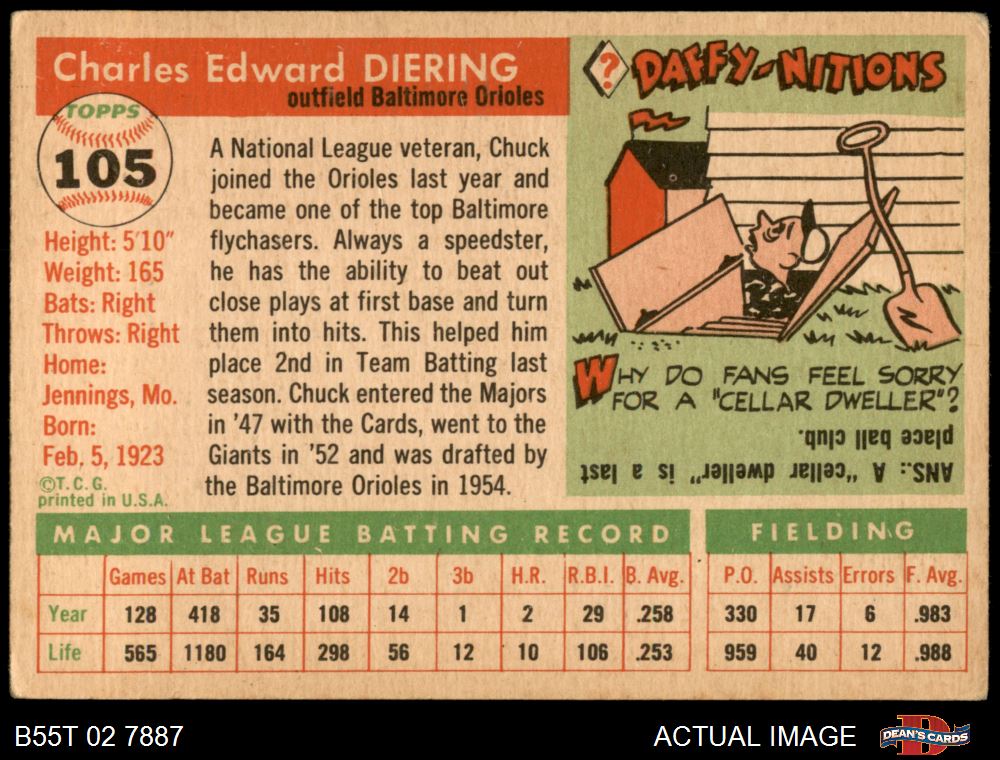 Charles Edward DIERING
outfield Baltimore Orioles
TOPPS
105
Height: 5'10"
Weight: 165
Bats: Right
Throws: Right
Home:
Jennings, Mo.
Born:
Feb. 5, 1923
©T. C. G.
printed in U.S.A.
A National League veteran, Chuck
joined the Orioles last year and
became one of the top Baltimore
flychasers. Always a speedster,
he has the ability to beat out
close plays at first base and turn
them into hits. This helped him
place 2nd in Team Batting last
season. Chuck entered the Majors
in '47 with the Cards, went to the
Giants in '52 and was drafted by
the Baltimore Orioles in 1954.
? DAFFY-NITIONS
WHY DO FANS FEEL SORRY
FOR A "CELLAR DWELLER"?
ANS.: A "cellar dweller" is a last
place ball club.
MAJOR LEAGUE BATTING RECORD
Games At Bat Runs Hits 2b 3b H.R. R.B.I. B. Avg.
Year 128 418 35 108 14 1 2 29 .258
Life 565 1180 164 298 56 12 10 106 .253
FIELDING
P.O. Assists Errors F. Avg.
330 17 6 .983
959 40 12 .988
B55T 02 7887
ACTUAL IMAGE
D
DEAN'S CARDS